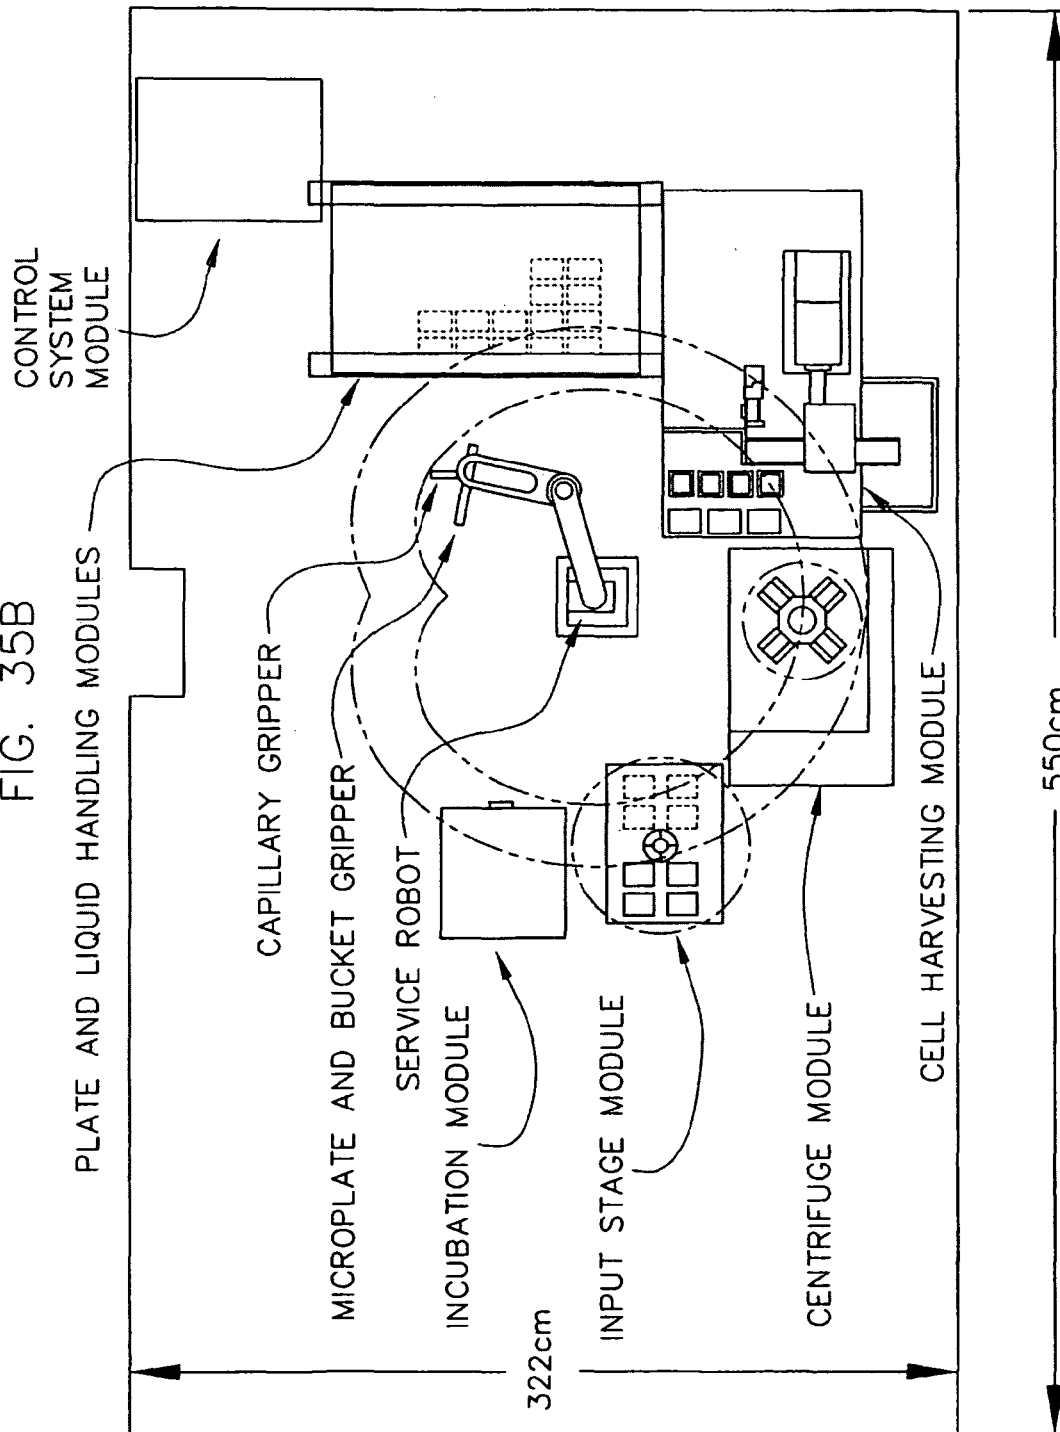 FIG. 35B
PLATE AND LIQUID HANDLING MODULES
CONTROL
SYSTEM
MODULE
CAPILLARY GRIPPER
MICROPLATE AND BUCKET GRIPPER
SERVICE ROBOT
INCUBATION MODULE
INPUT STAGE MODULE
CENTRIFUGE MODULE
CELL HARVESTING MODULE
322cm
550cm